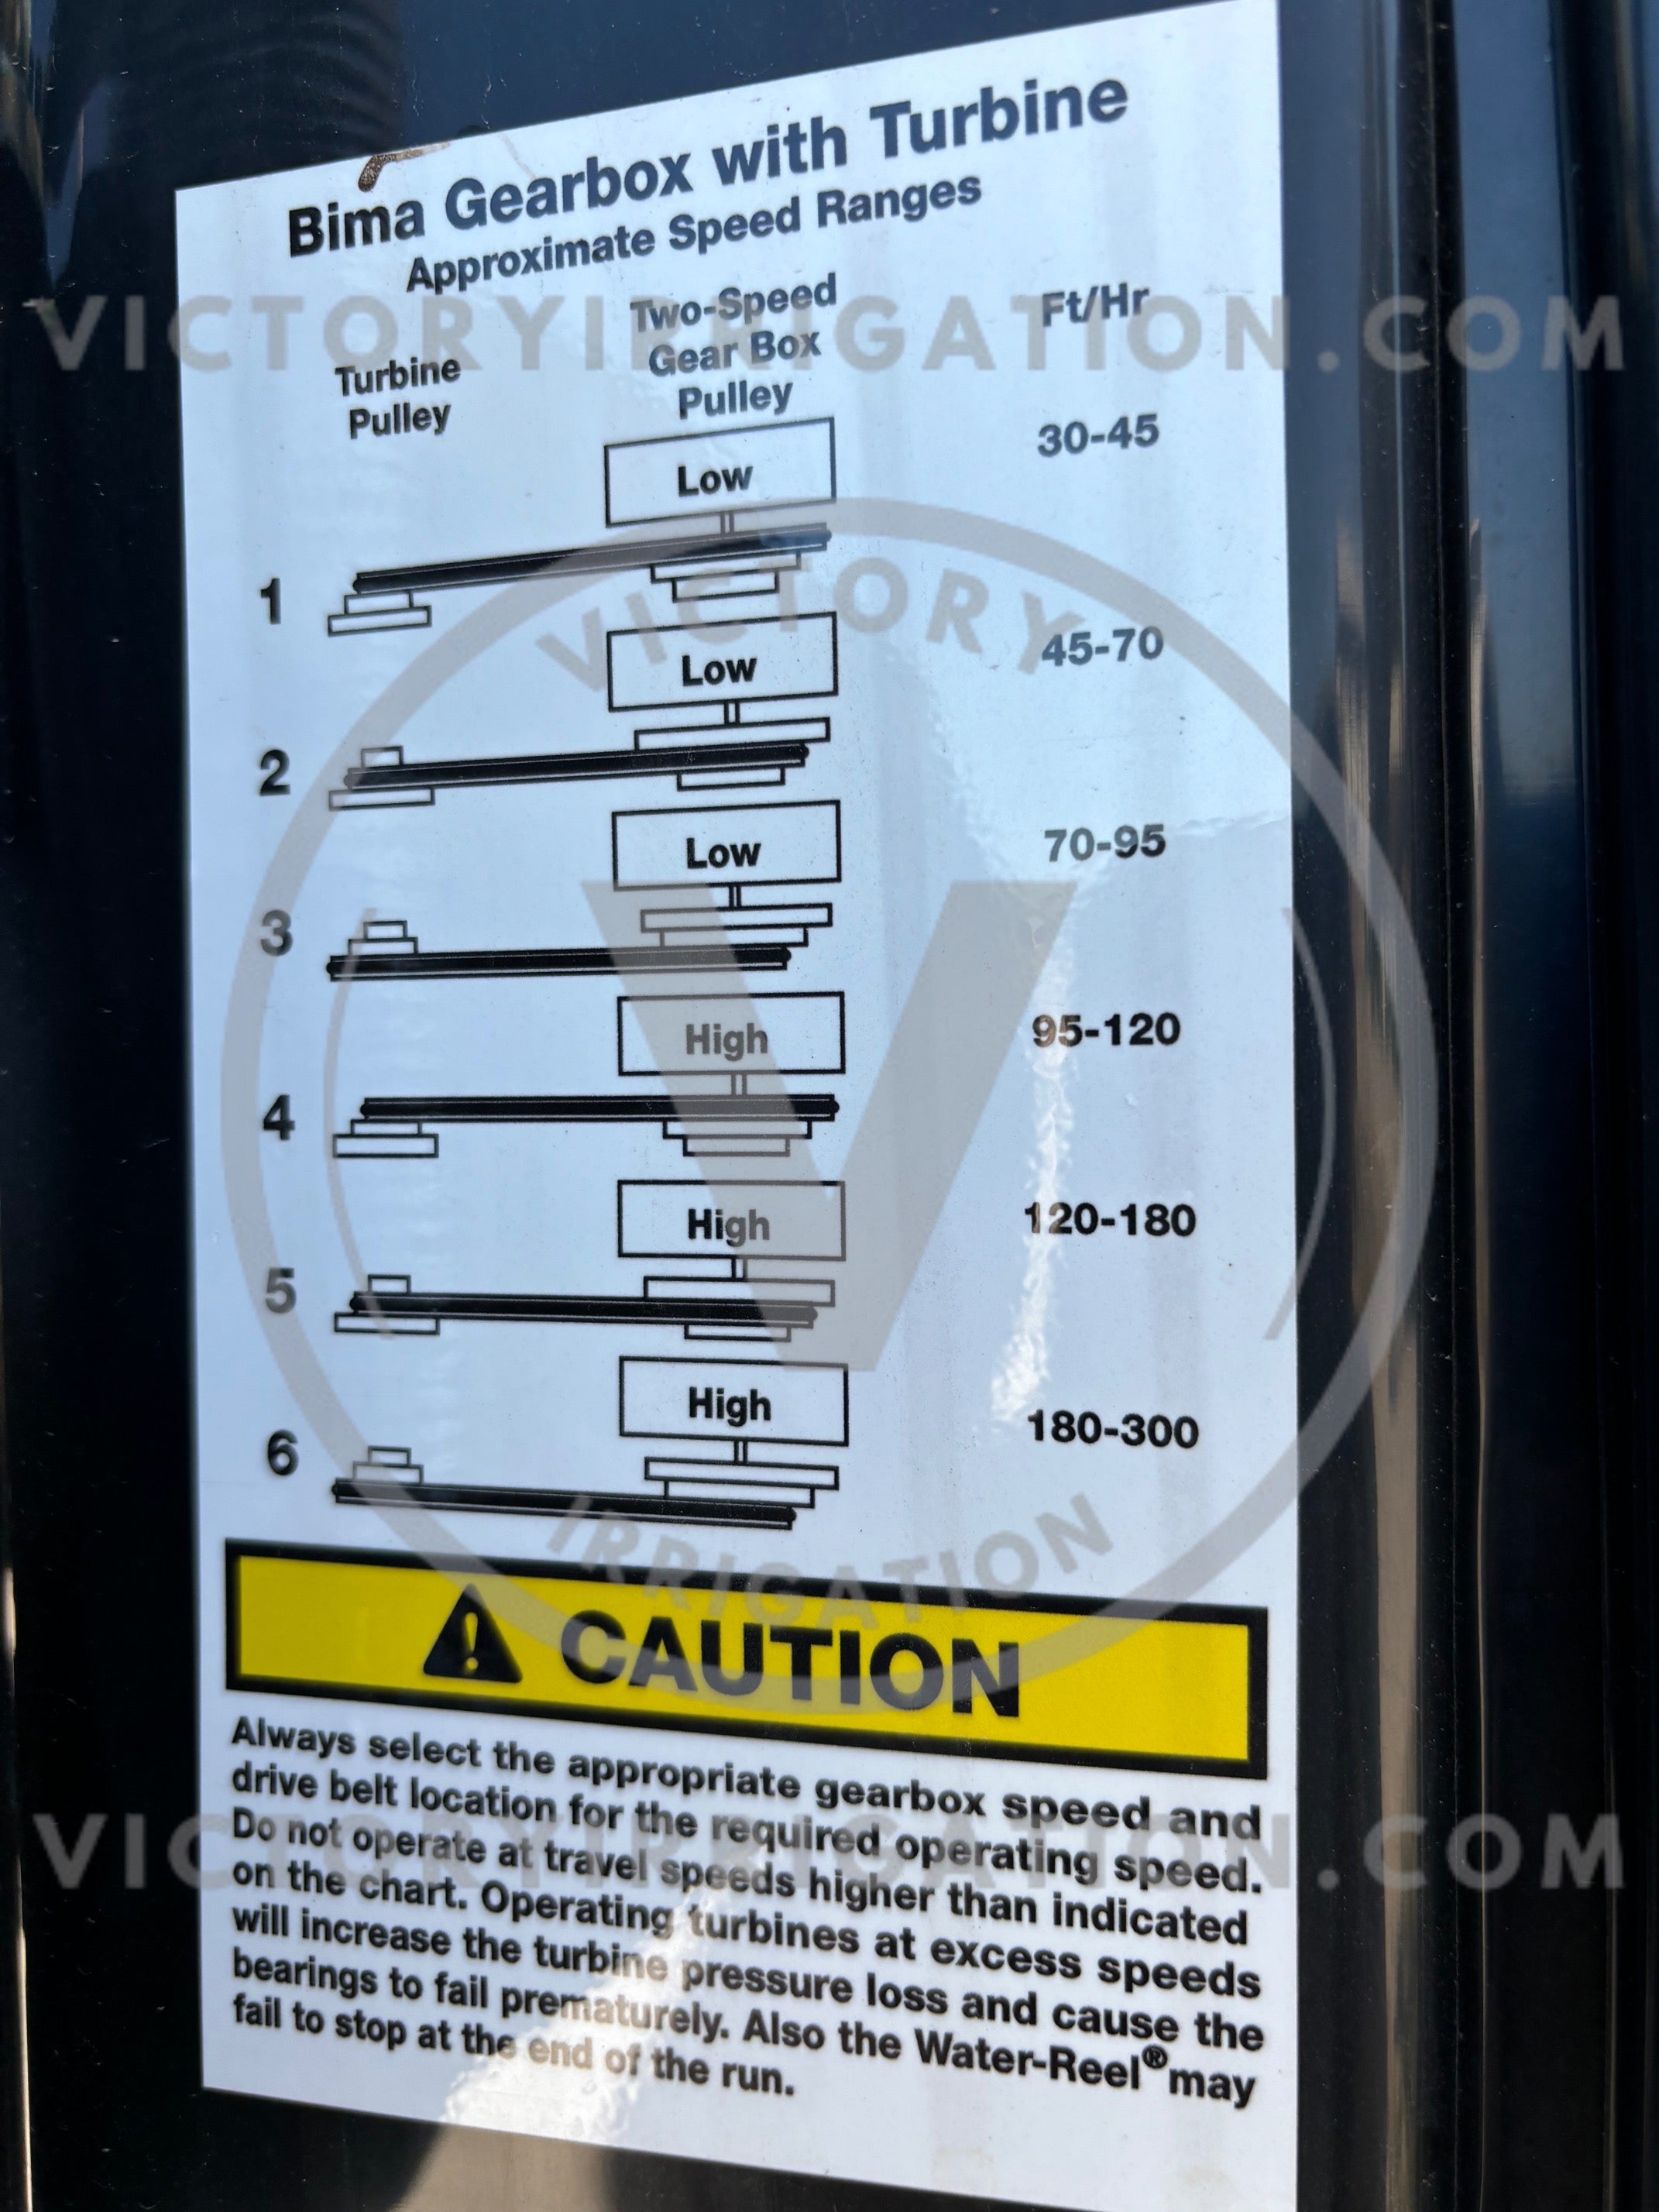 Bima Gearbox with Turbine
Approximate Speed Ranges
Turbine
Pulley
Two-Speed
Gear Box
Pulley
Ft/Hr
VICTORYIRRIGATION.COM
Low
30-45
1
VICTORY
Low
45-70
2
Low
70-95
3
V
High
95-120
4
High
120-180
5
High
180-300
6
IRRIGATION
CAUTION
Always select the appropriate gearbox speed and
drive belt location for the required operating speed.
Do not operate at travel speeds higher than indicated
on the chart. Operating turbines at excess speeds
will increase the turbine pressure loss and cause the
bearings to fail prematurely. Also the Water-Reel® may
fail to stop at the end of the run.
VICTORYIRRIGATION.COM